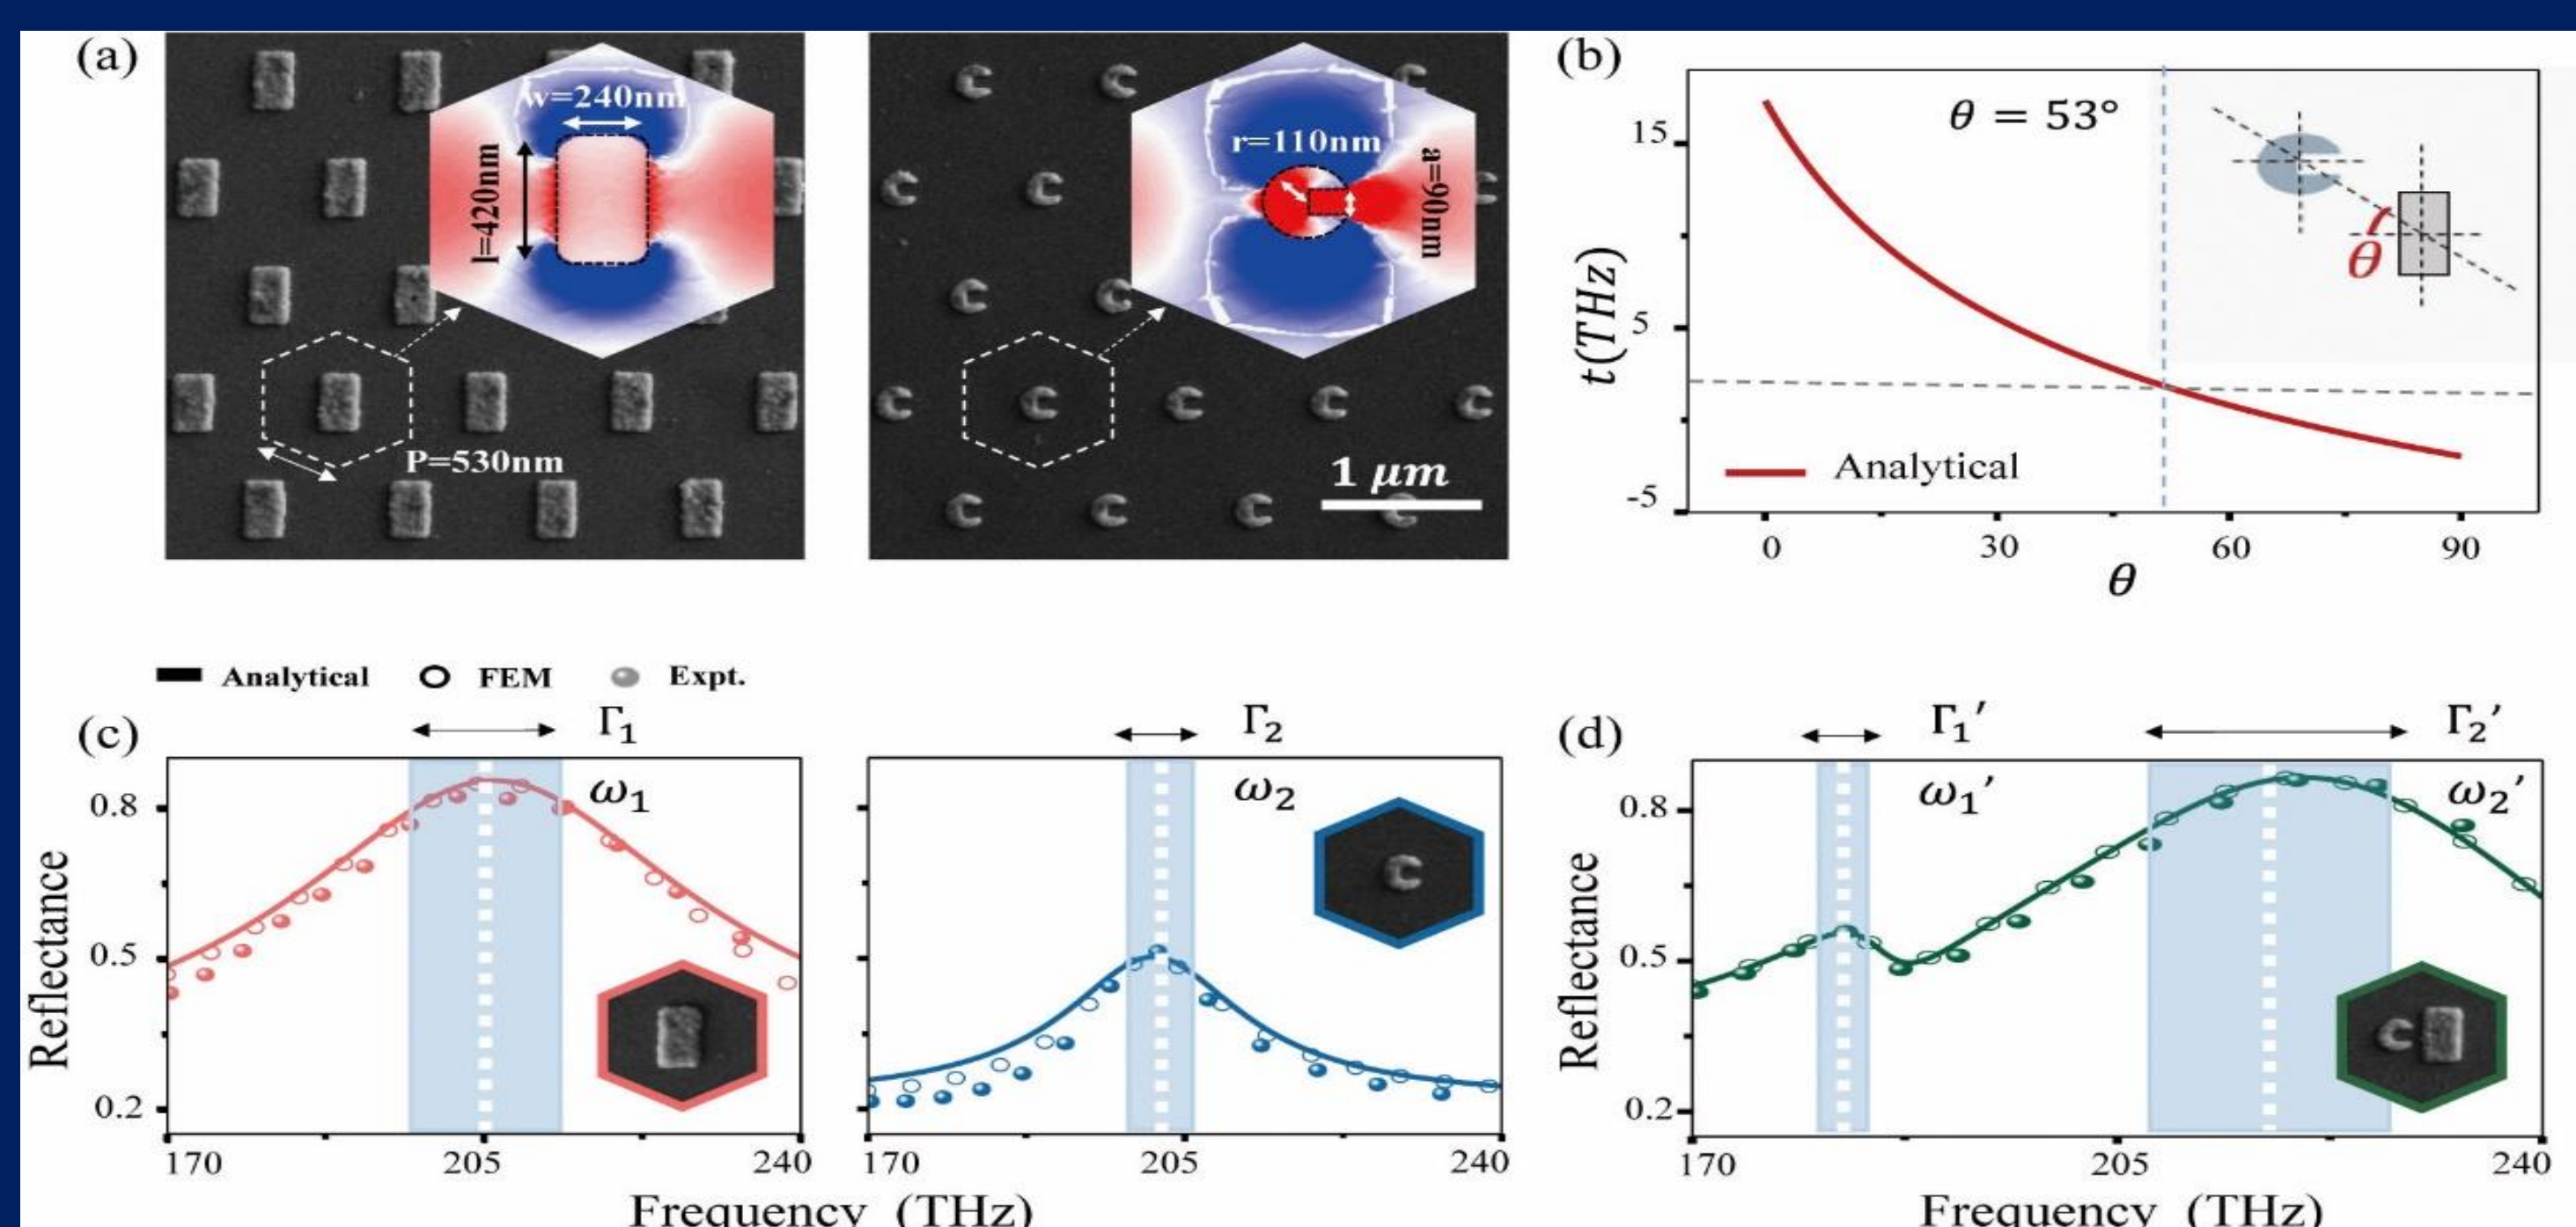 (a)
w=240nm
l=420nm
P=530nm
r=110nm
a=90nm
1 μm
(b)
θ = 53°
15
5
-5
t(THz)
θ
Analytical
0 30 60 90
θ
Analytical FEM Expt.
(c)
Γ₁
Γ₂
ω₁
ω₂
0.8
0.5
0.2
Reflectance
170 205 240
170 205 240
Frequency (THz)
(d)
Γ₁′
Γ₂′
ω₁′
ω₂′
0.8
0.5
0.2
Reflectance
170 205 240
Frequency (THz)